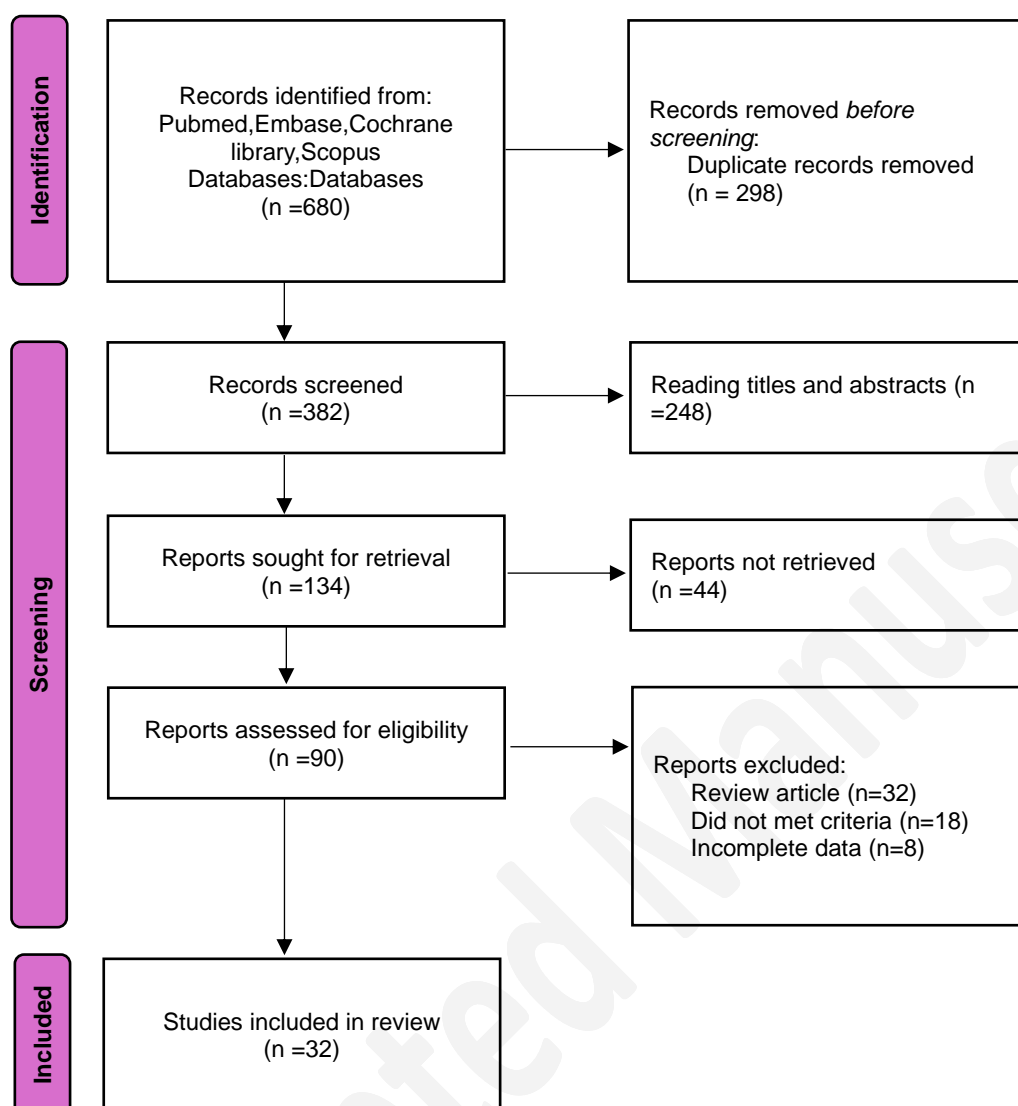 Identification
Records identified from:
Pubmed,Embase,Cochrane
library,Scopus
Databases:Databases
(n =680)
Records removed before
screening:
Duplicate records removed
(n = 298)
Screening
Records screened
(n =382)
Reading titles and abstracts (n
=248)
Reports sought for retrieval
(n =134)
Reports not retrieved
(n =44)
Reports assessed for eligibility
(n =90)
Reports excluded:
Review article (n=32)
Did not met criteria (n=18)
Incomplete data (n=8)
Included
Studies included in review
(n =32)